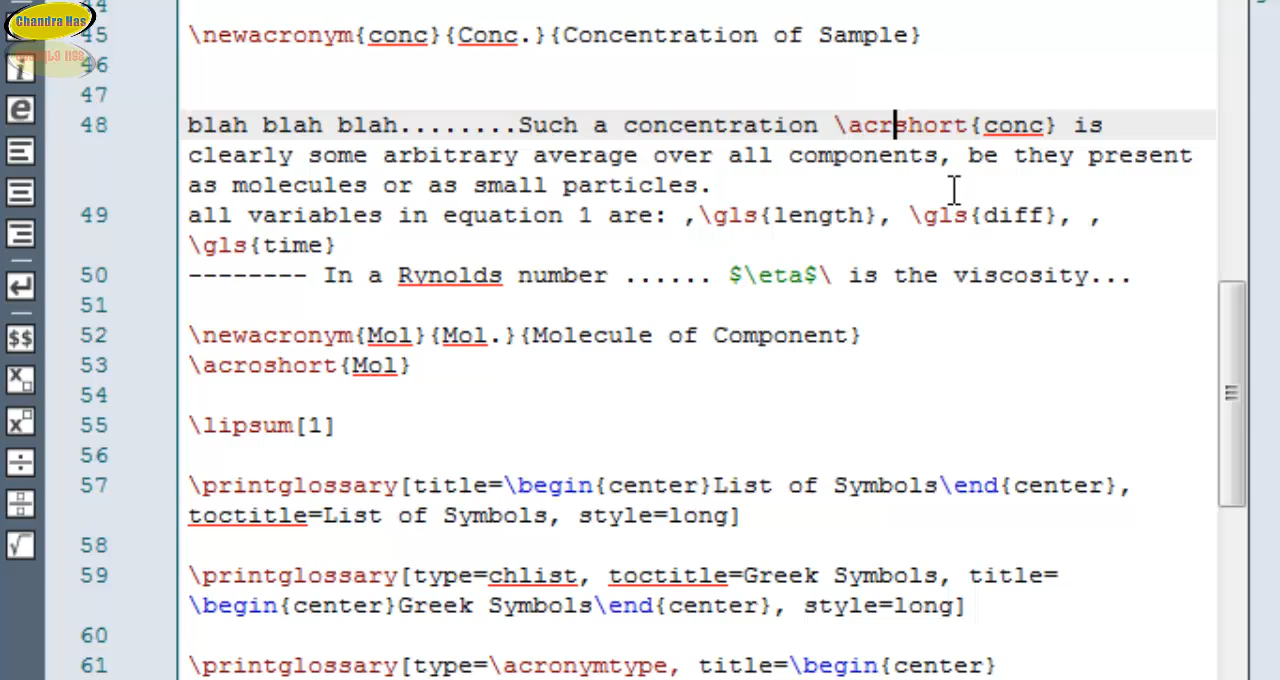 Chandra Has
44
45 \newacronym{conc}{Conc.}{Concentration of Sample}
46
47
48 blah blah blah........Such a concentration \acrshort{conc} is
clearly some arbitrary average over all components, be they present
as molecules or as small particles.
49 all variables in equation 1 are: ,\gls{length}, \gls{diff}, ,
\gls{time}
50 -------- In a Rynolds number ...... $\eta$\ is the viscosity...
51
52 \newacronym{Mol}{Mol.}{Molecule of Component}
53 \acroshort{Mol}
54
55 \lipsum[1]
56
57 \printglossary[title=\begin{center}List of Symbols\end{center},
toctitle=List of Symbols, style=long]
58
59 \printglossary[type=chlist, toctitle=Greek Symbols, title=
\begin{center}Greek Symbols\end{center}, style=long]
60
61 \printglossary[type=\acronymtype, title=\begin{center}